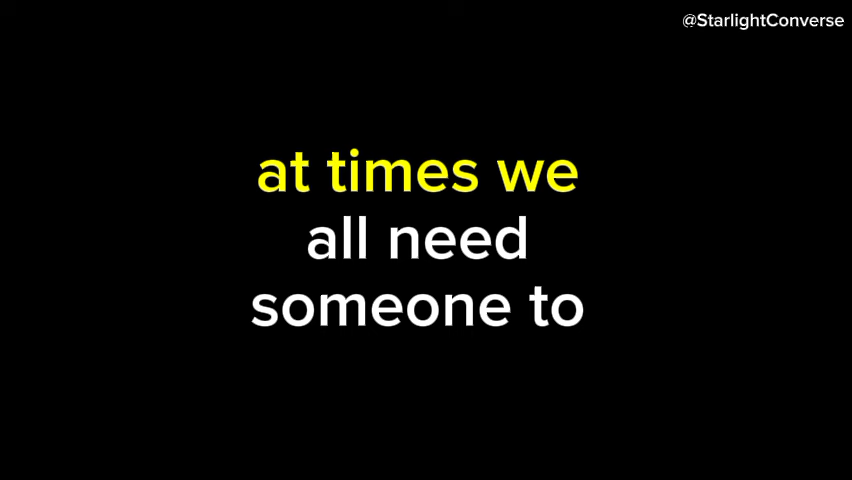 @StarlightConverse
at times we
all need
someone to